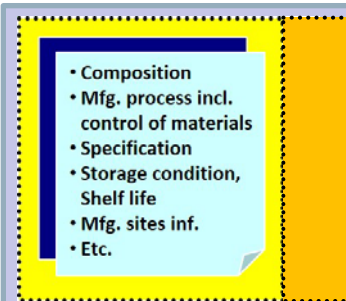 • Composition
• Mfg. process incl.
control of materials
• Specification
• Storage condition,
Shelf life
• Mfg. sites inf.
• Etc.